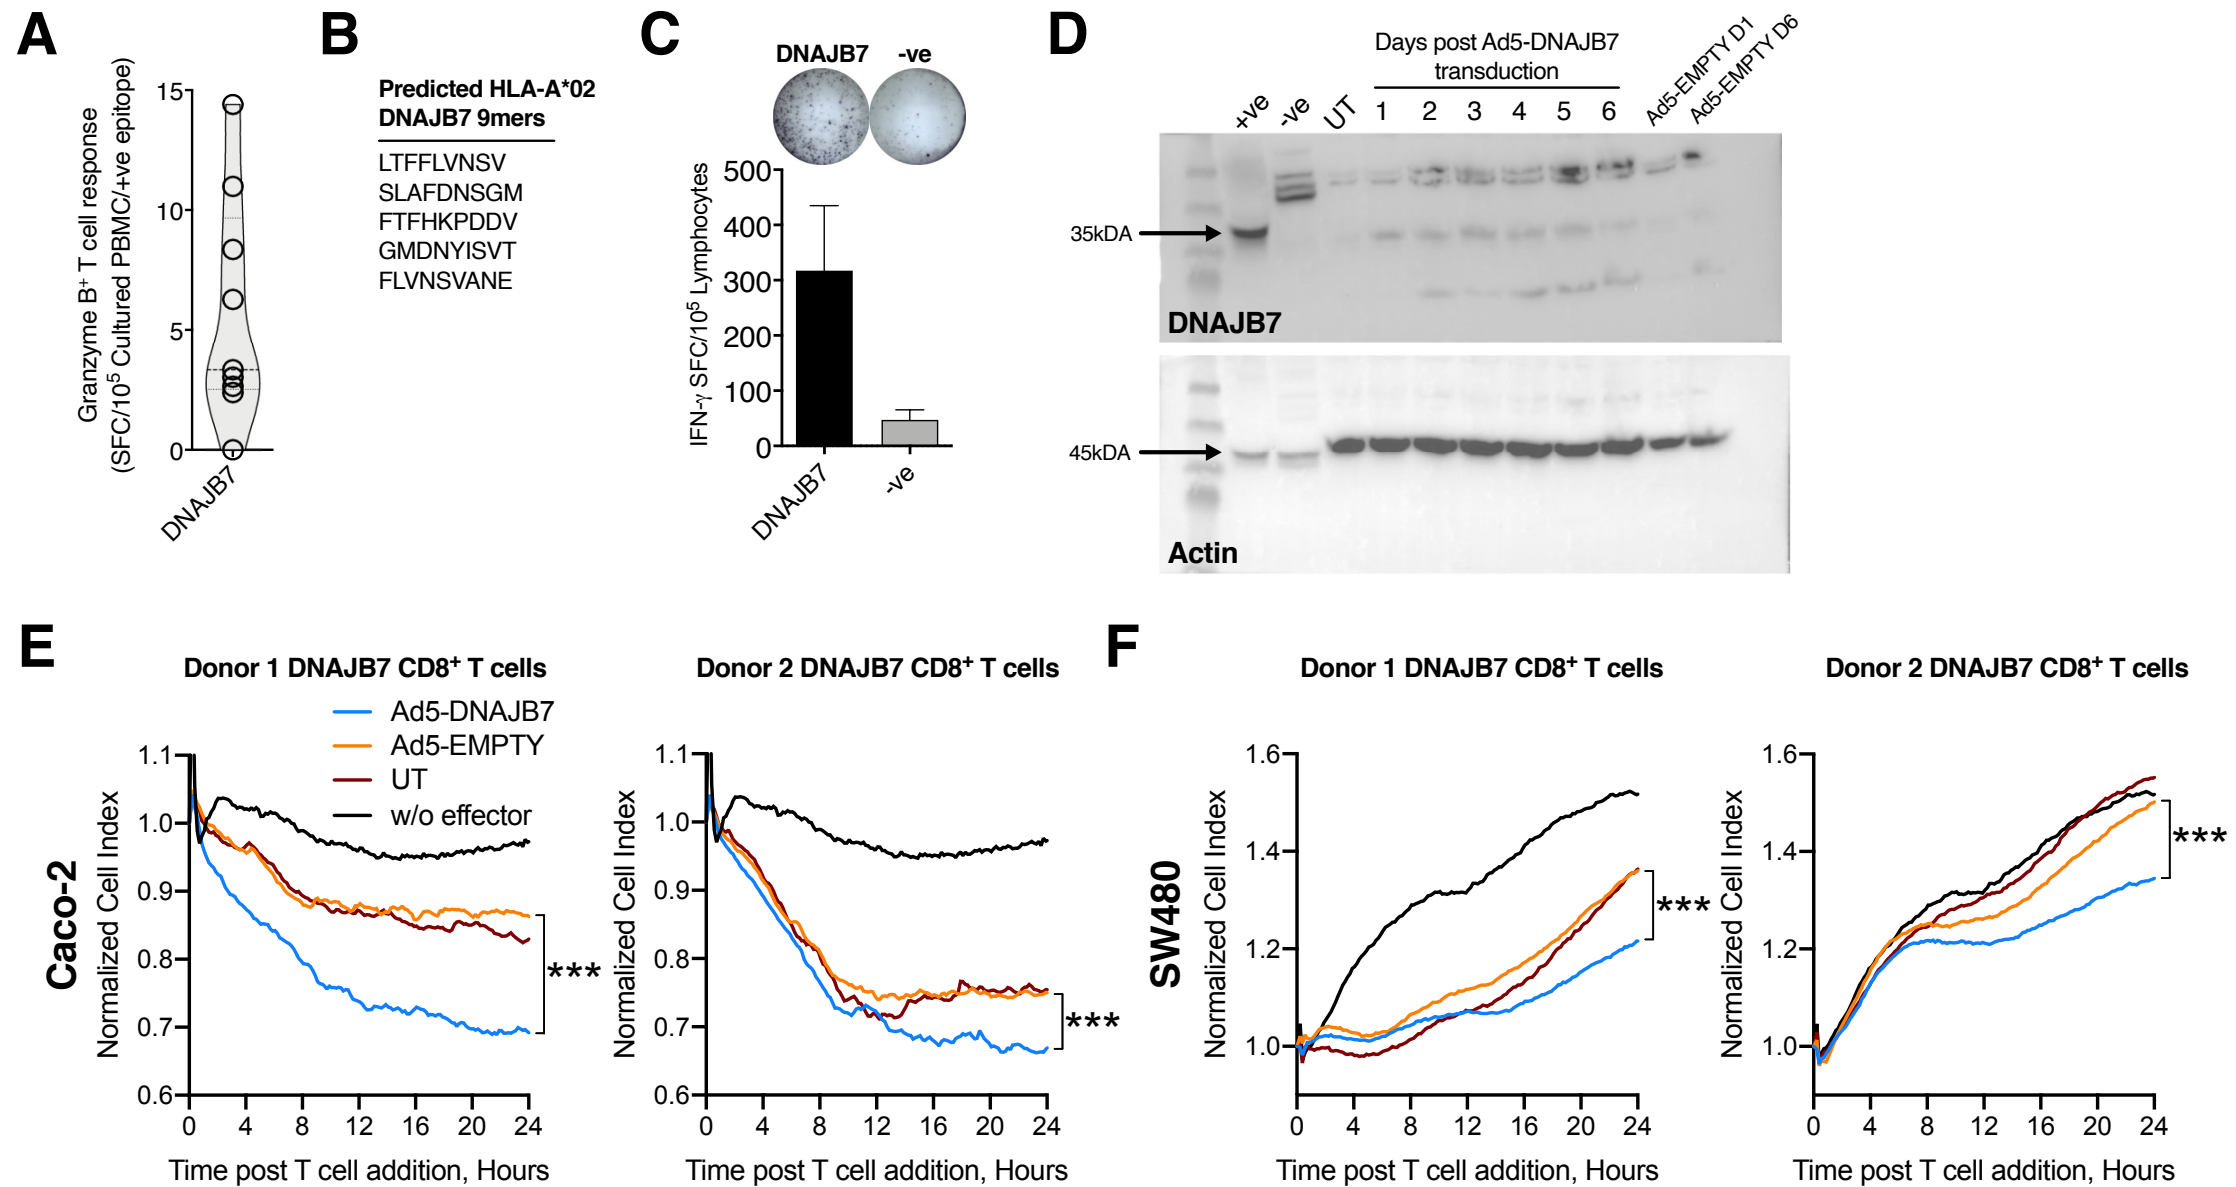 A
Granzyme B+ T cell response
(SFC/10⁵ Cultured PBMC/+ve epitope)
15
10
5
0
DNAJB7
B
Predicted HLA-A*02
DNAJB7 9mers
LTFFLVNSV
SLAFDNSGM
FTFHKPDDV
GMDNYISVT
FLVNSVANE
C
DNAJB7 -ve
IFN-γ SFC/10⁵ Lymphocytes
500
400
300
200
100
0
DNAJB7
-ve
D
Days post Ad5-DNAJB7
transduction
+ve -ve UT 1 2 3 4 5 6 Ad5-EMPTY D1 Ad5-EMPTY D6
35kDA
DNAJB7
45kDA
Actin
E
Caco-2
Donor 1 DNAJB7 CD8+ T cells
Ad5-DNAJB7
Ad5-EMPTY
UT
w/o effector
Normalized Cell Index
1.1
1.0
0.9
0.8
0.7
0.6
***
0 4 8 12 16 20 24
Time post T cell addition, Hours
Donor 2 DNAJB7 CD8+ T cells
Normalized Cell Index
1.1
1.0
0.9
0.8
0.7
0.6
***
0 4 8 12 16 20 24
Time post T cell addition, Hours
F
SW480
Donor 1 DNAJB7 CD8+ T cells
Normalized Cell Index
1.6
1.4
1.2
1.0
***
0 4 8 12 16 20 24
Time post T cell addition, Hours
Donor 2 DNAJB7 CD8+ T cells
Normalized Cell Index
1.6
1.4
1.2
1.0
***
0 4 8 12 16 20 24
Time post T cell addition, Hours